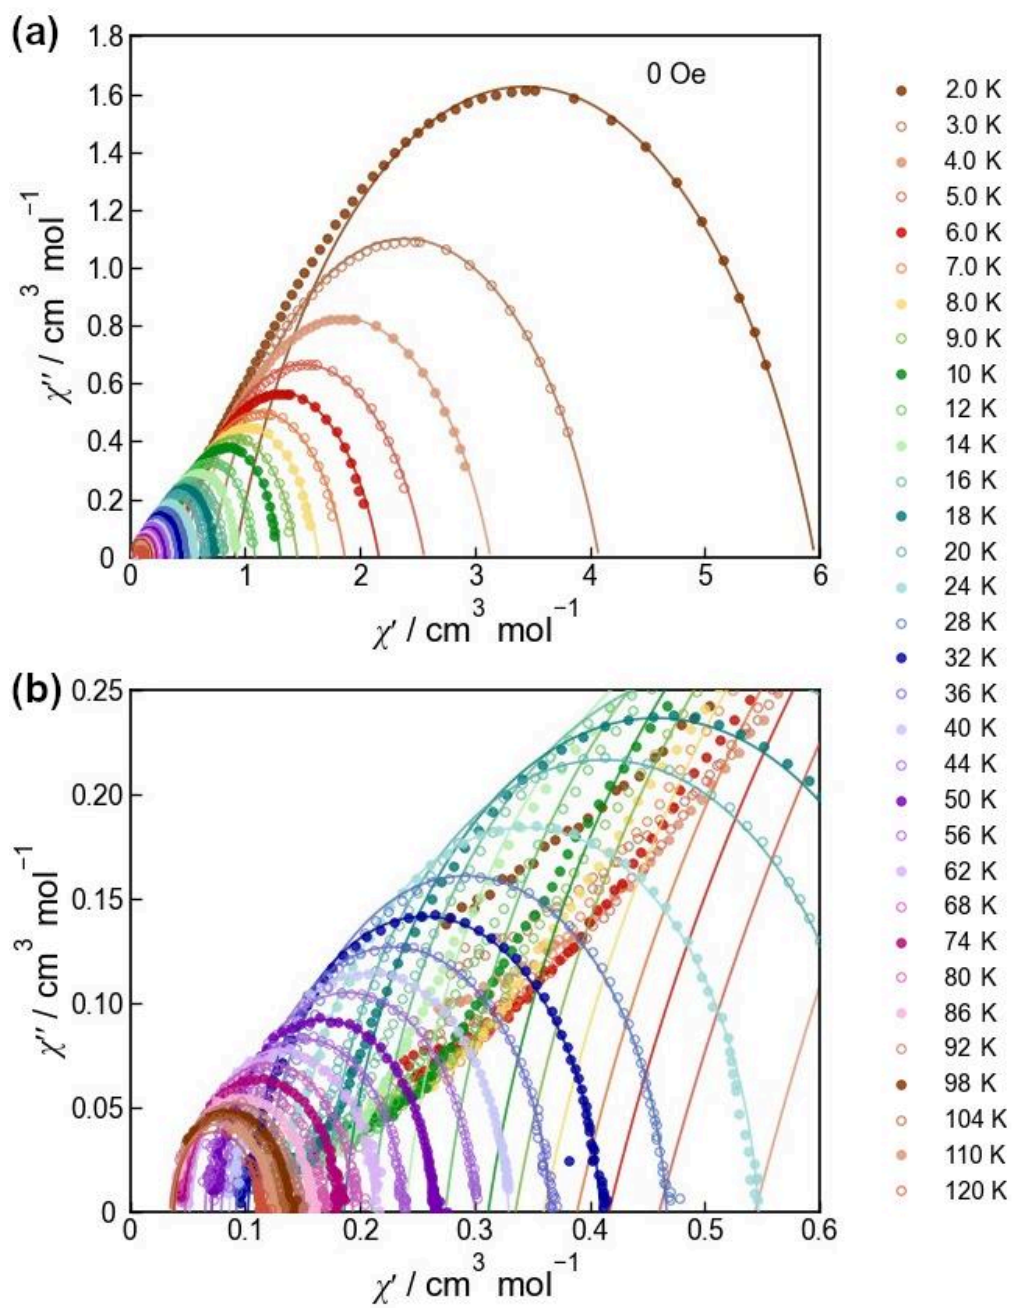 (a)
1.8
1.6
1.4
1.2
1.0
0.8
0.6
0.4
0.2
0
χ″ / cm³ mol⁻¹
0 Oe
0 1 2 3 4 5 6
χ′ / cm³ mol⁻¹
(b)
0.25
0.20
0.15
0.10
0.05
0
χ″ / cm³ mol⁻¹
0 0.1 0.2 0.3 0.4 0.5 0.6
χ′ / cm³ mol⁻¹
2.0 K
3.0 K
4.0 K
5.0 K
6.0 K
7.0 K
8.0 K
9.0 K
10 K
12 K
14 K
16 K
18 K
20 K
24 K
28 K
32 K
36 K
40 K
44 K
50 K
56 K
62 K
68 K
74 K
80 K
86 K
92 K
98 K
104 K
110 K
120 K